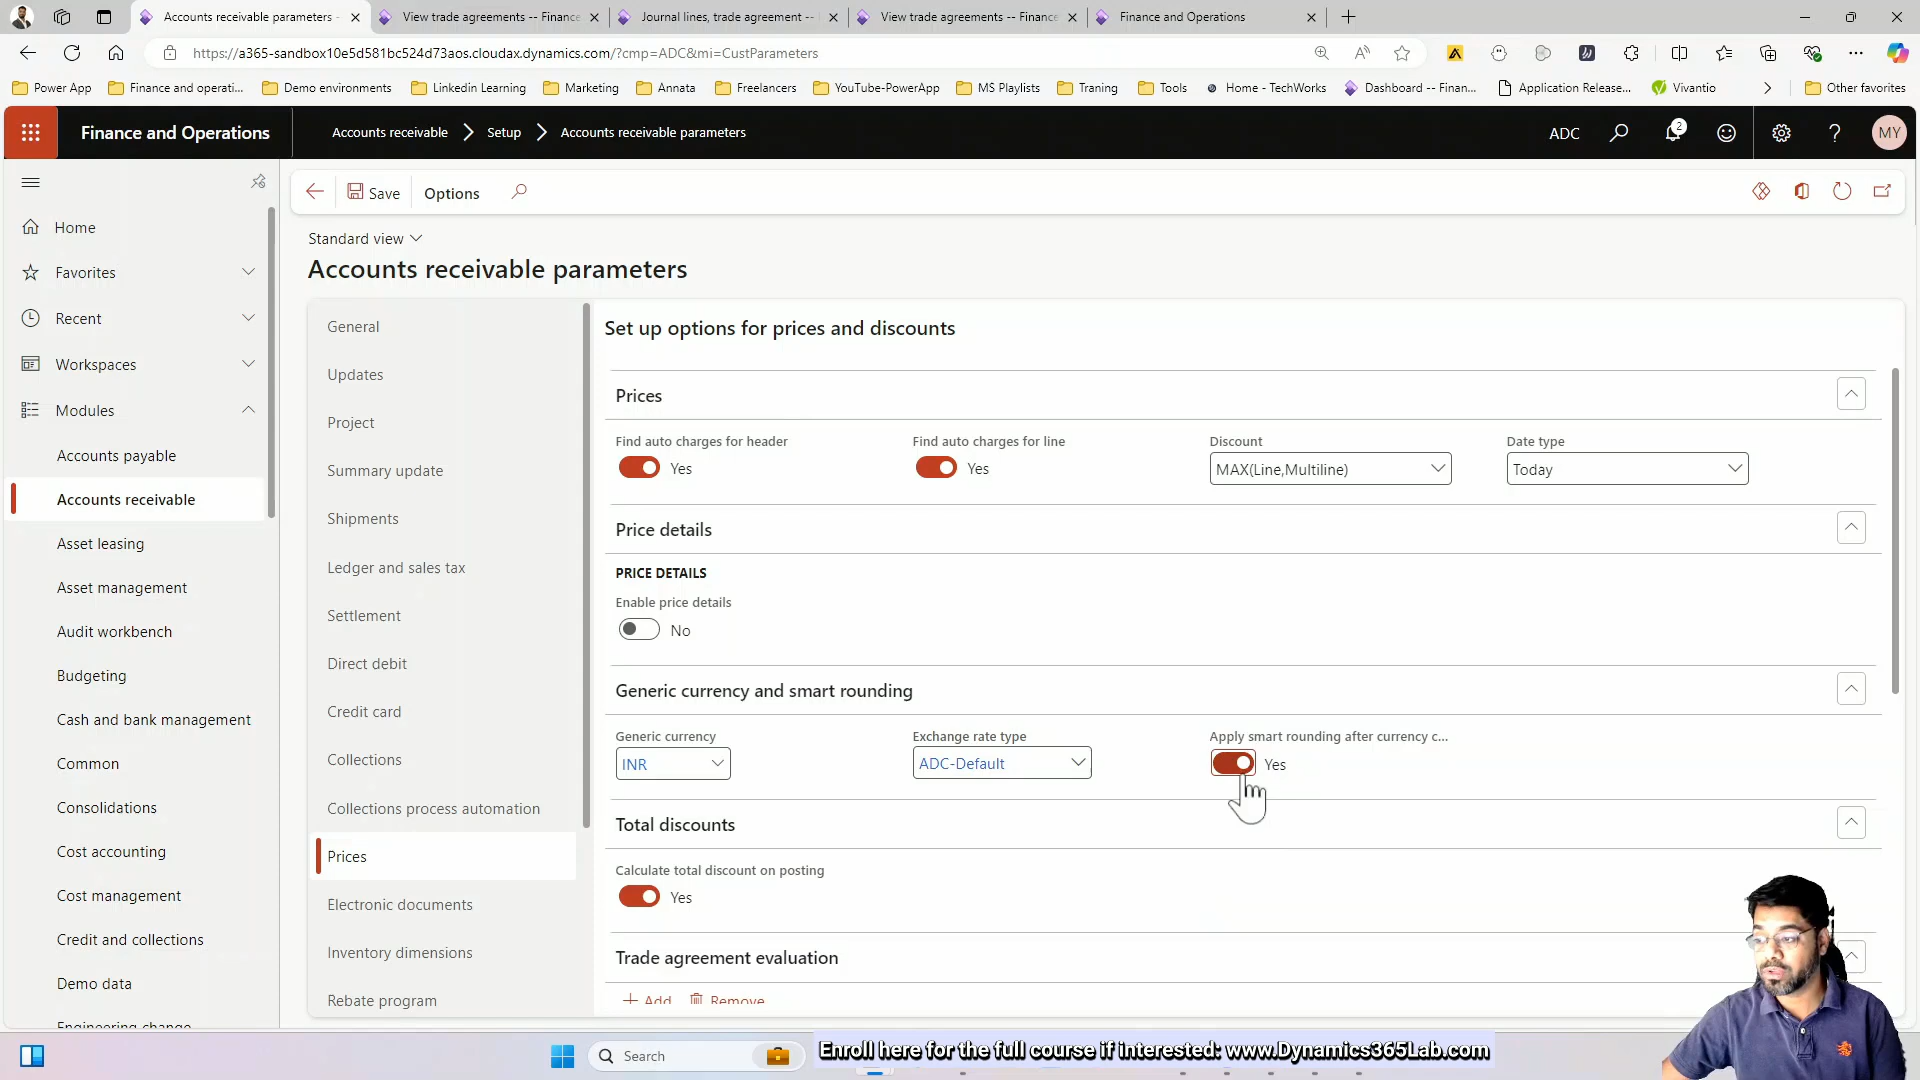 Accounts receivable parameters -
View trade agreements -- Finance
Journal lines, trade agreement --
View trade agreements -- Finance
Finance and Operations
https://a365-sandbox10e5d581bc524d73aos.cloudax.dynamics.com/?cmp=ADC&mi=CustParameters
Power App
Finance and operati...
Demo environments
Linkedin Learning
Marketing
Annata
Freelancers
YouTube-PowerApp
MS Playlists
Traning
Tools
Home - TechWorks
Dashboard -- Finan...
Application Release...
Vivantio
Other favorites
Finance and Operations
Accounts receivable
Setup
Accounts receivable parameters
ADC
2
MY
Save
Options
Standard view
Accounts receivable parameters
Home
Favorites
Recent
Workspaces
Modules
Accounts payable
Accounts receivable
Asset leasing
Asset management
Audit workbench
Budgeting
Cash and bank management
Common
Consolidations
Cost accounting
Cost management
Credit and collections
Demo data
Engineering change
General
Updates
Project
Summary update
Shipments
Ledger and sales tax
Settlement
Direct debit
Credit card
Collections
Collections process automation
Prices
Electronic documents
Inventory dimensions
Rebate program
Set up options for prices and discounts
Prices
Find auto charges for header
Yes
Find auto charges for line
Yes
Discount
MAX(Line,Multiline)
Date type
Today
Price details
PRICE DETAILS
Enable price details
No
Generic currency and smart rounding
Generic currency
INR
Exchange rate type
ADC-Default
Apply smart rounding after currency c...
Yes
Total discounts
Calculate total discount on posting
Yes
Trade agreement evaluation
Add
Remove
Search
Enroll here for the full course if interested: www.Dynamics365Lab.com